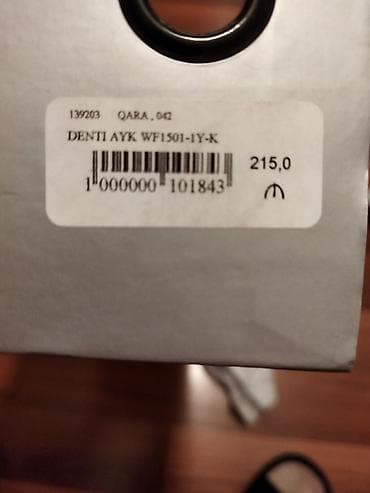 139203 QARA , 042
DENTI AYK WF1501-1Y-K
215,0
1 000000 101843
₼